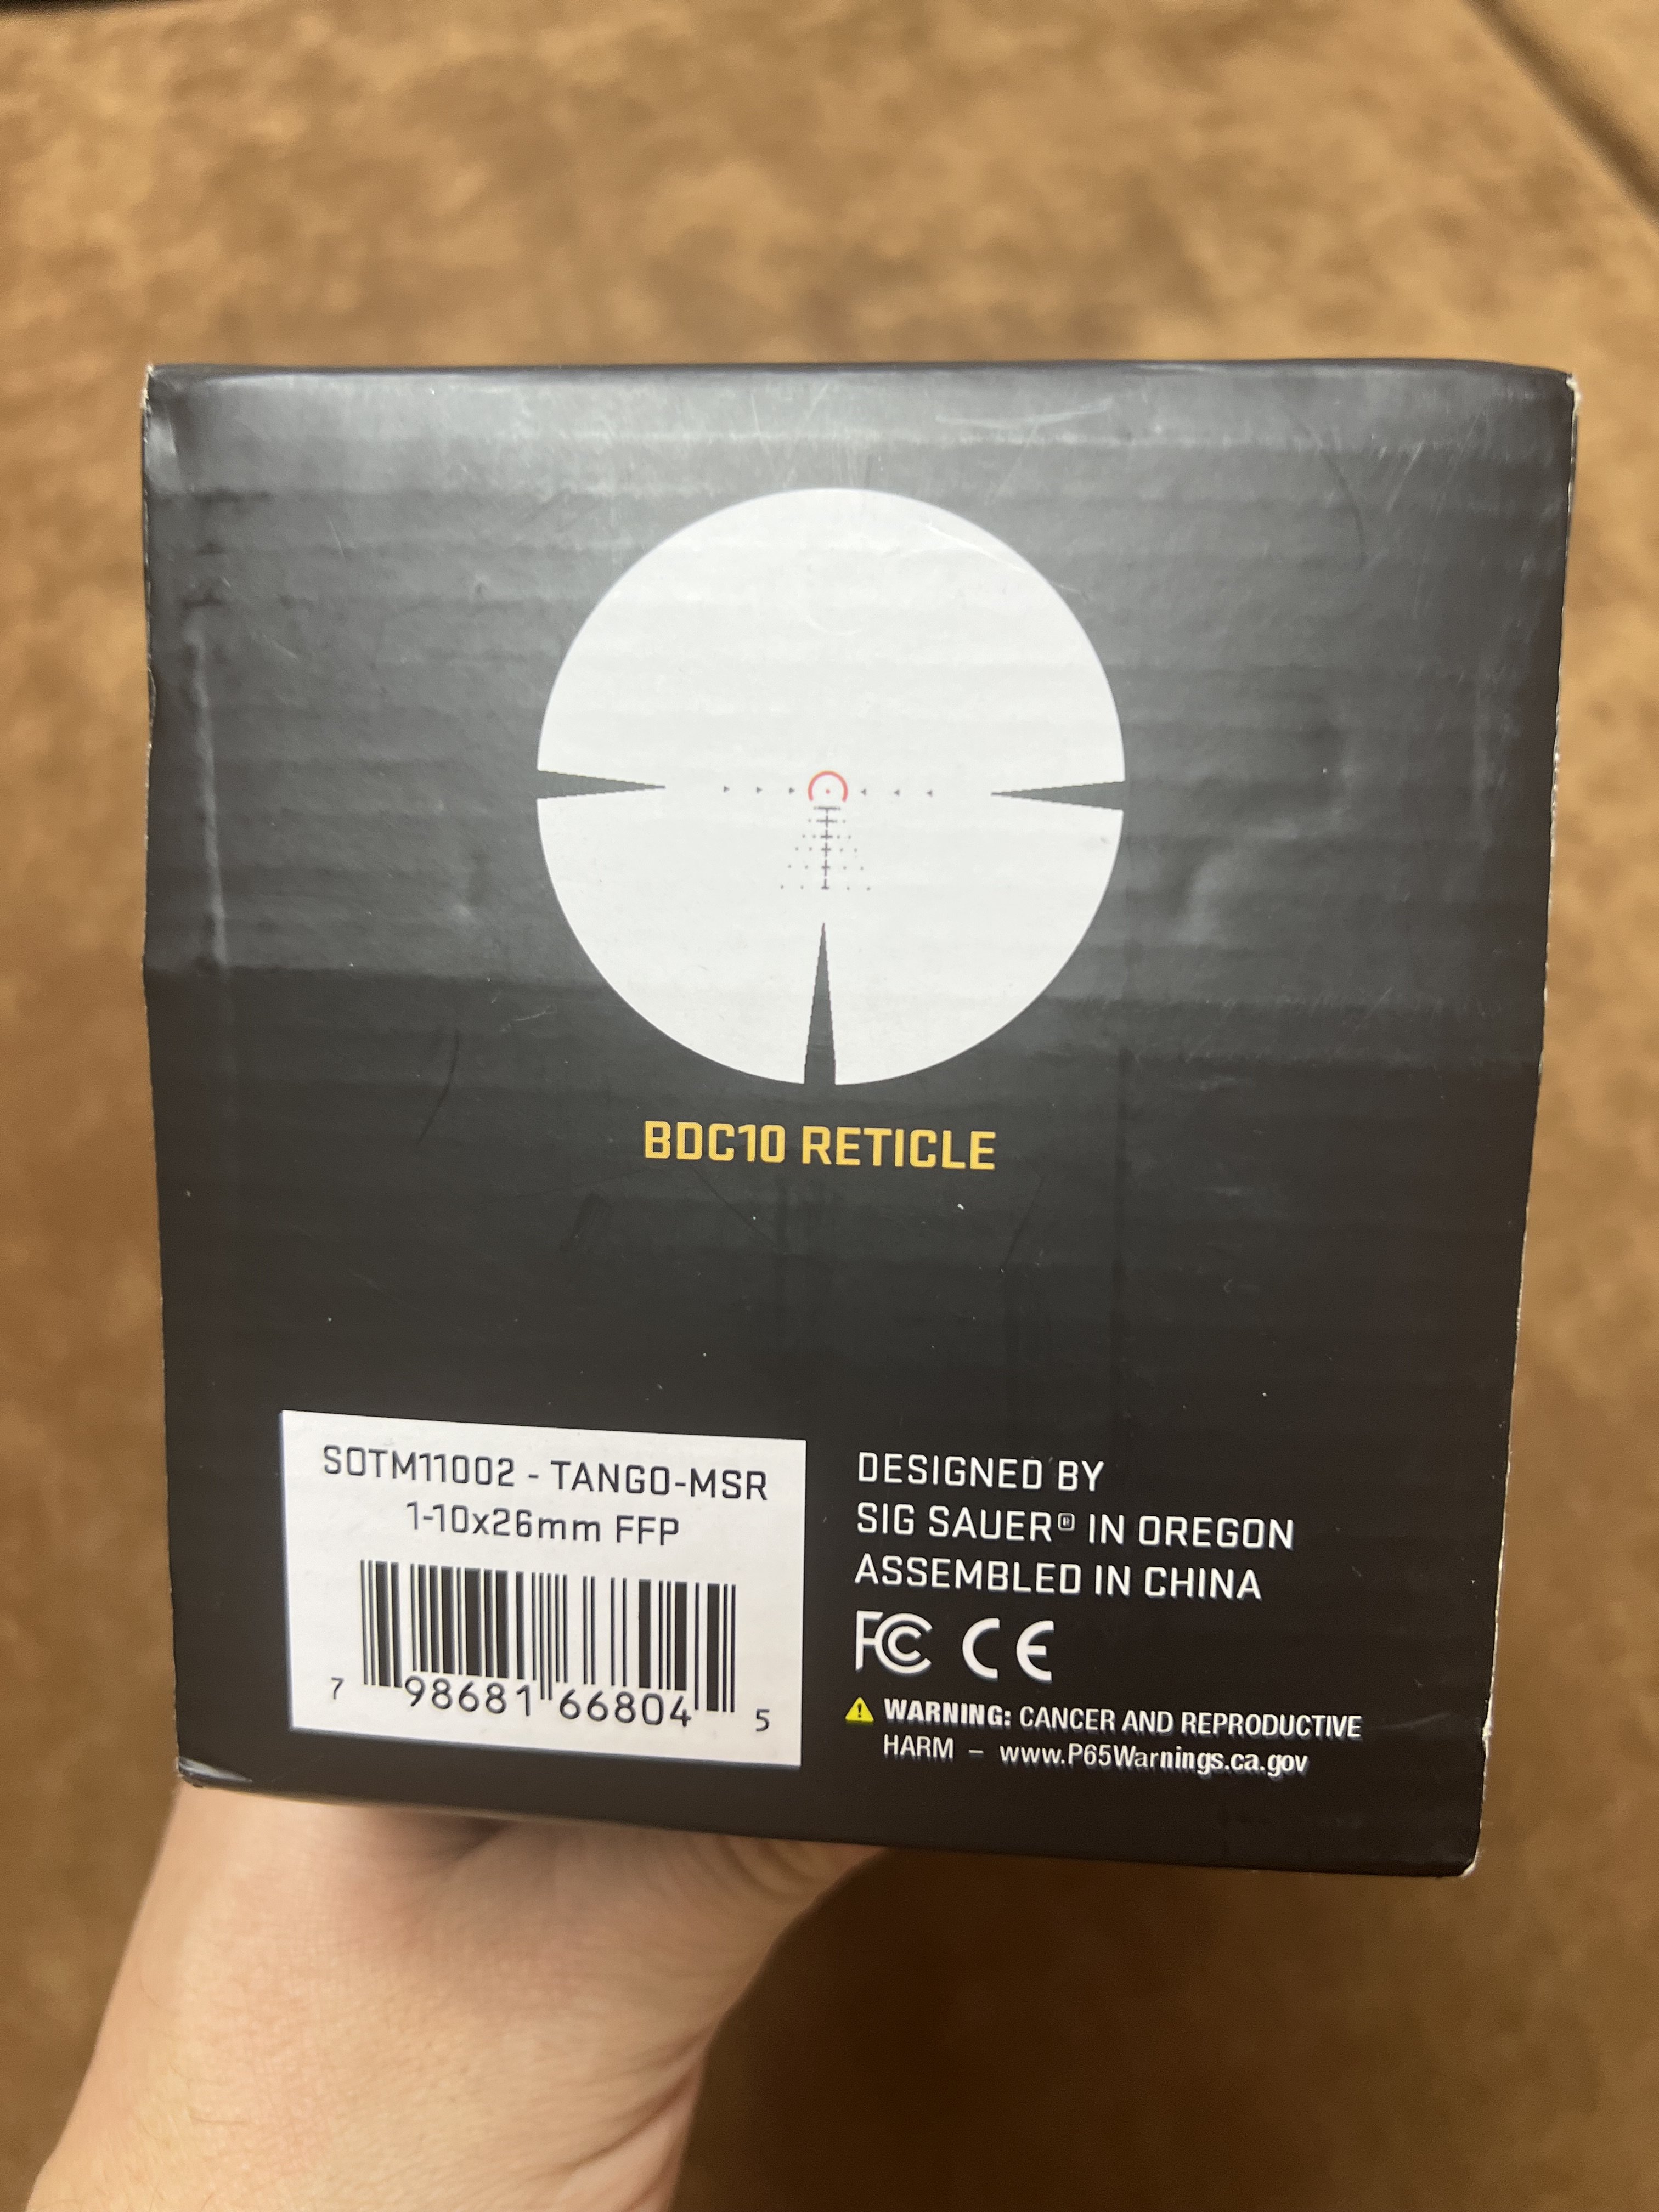 BDC10 RETICLE
SOTM11002 - TANGO-MSR
1-10x26mm FFP
7 98681 66804 5
DESIGNED BY
SIG SAUER® IN OREGON
ASSEMBLED IN CHINA
FC CE
WARNING: CANCER AND REPRODUCTIVE
HARM – www.P65Warnings.ca.gov